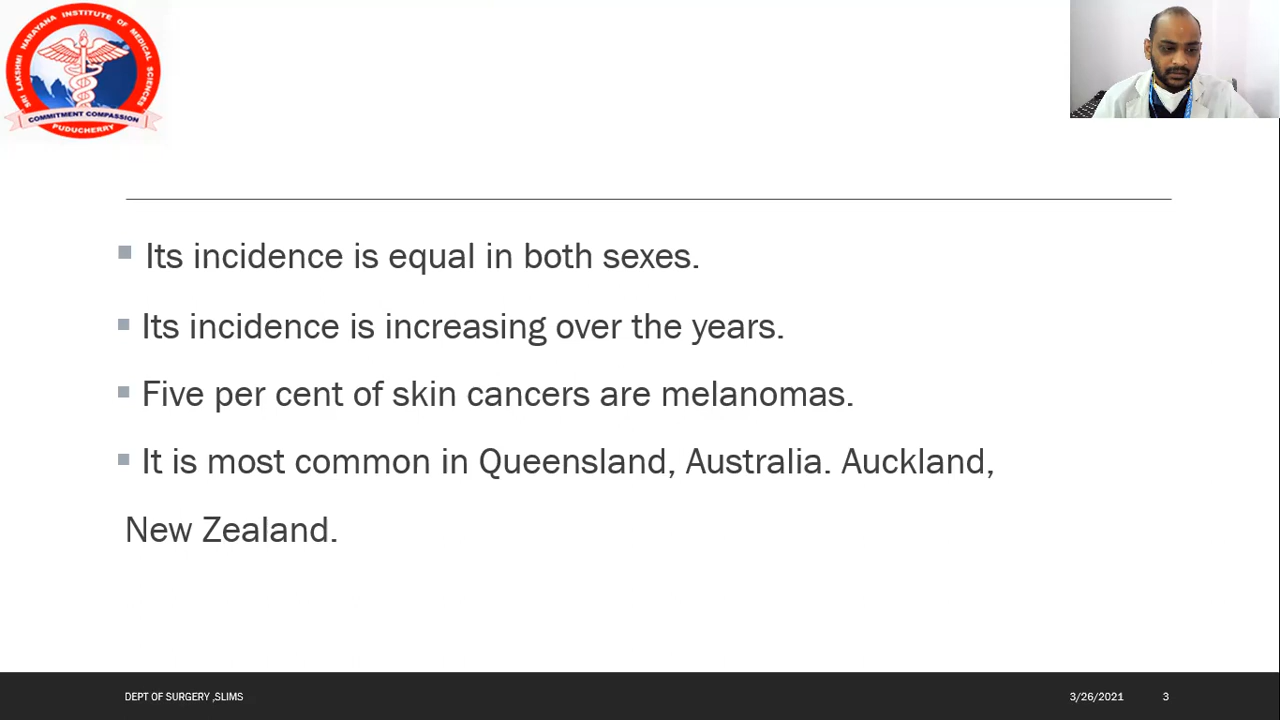 SRI LAKSHMI NARAYANA INSTITUTE OF MEDICAL SCIENCES
COMMITMENT COMPASSION
PUDUCHERRY
Its incidence is equal in both sexes.
Its incidence is increasing over the years.
Five per cent of skin cancers are melanomas.
It is most common in Queensland, Australia. Auckland,
New Zealand.
DEPT OF SURGERY ,SLIMS
3/26/2021
3